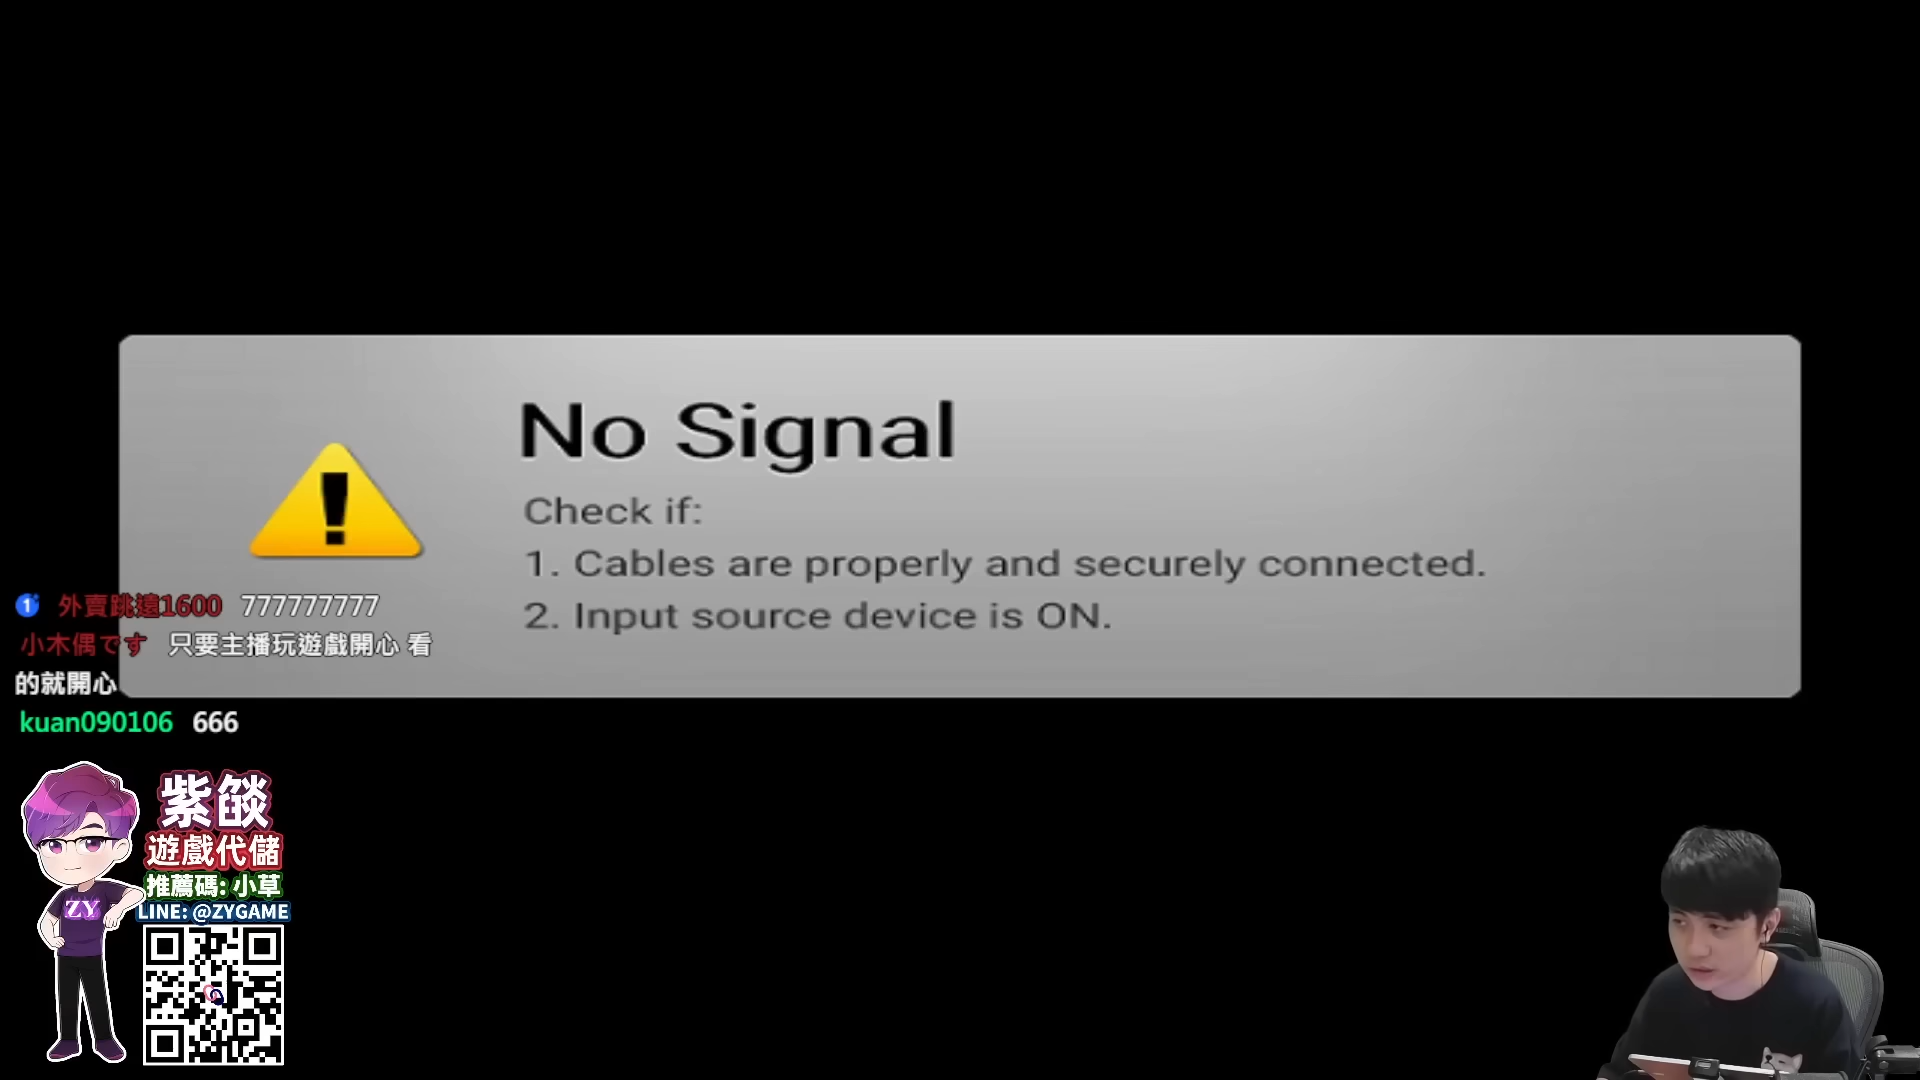 No Signal
Check if:
1. Cables are properly and securely connected.
2. Input source device is ON.
1 外賣跳遠1600 777777777
小木偶です 只要主播玩遊戲開心 看
的就開心
kuan090106 666
紫燄
遊戲代儲
推薦碼: 小草
LINE: @ZYGAME
ZY